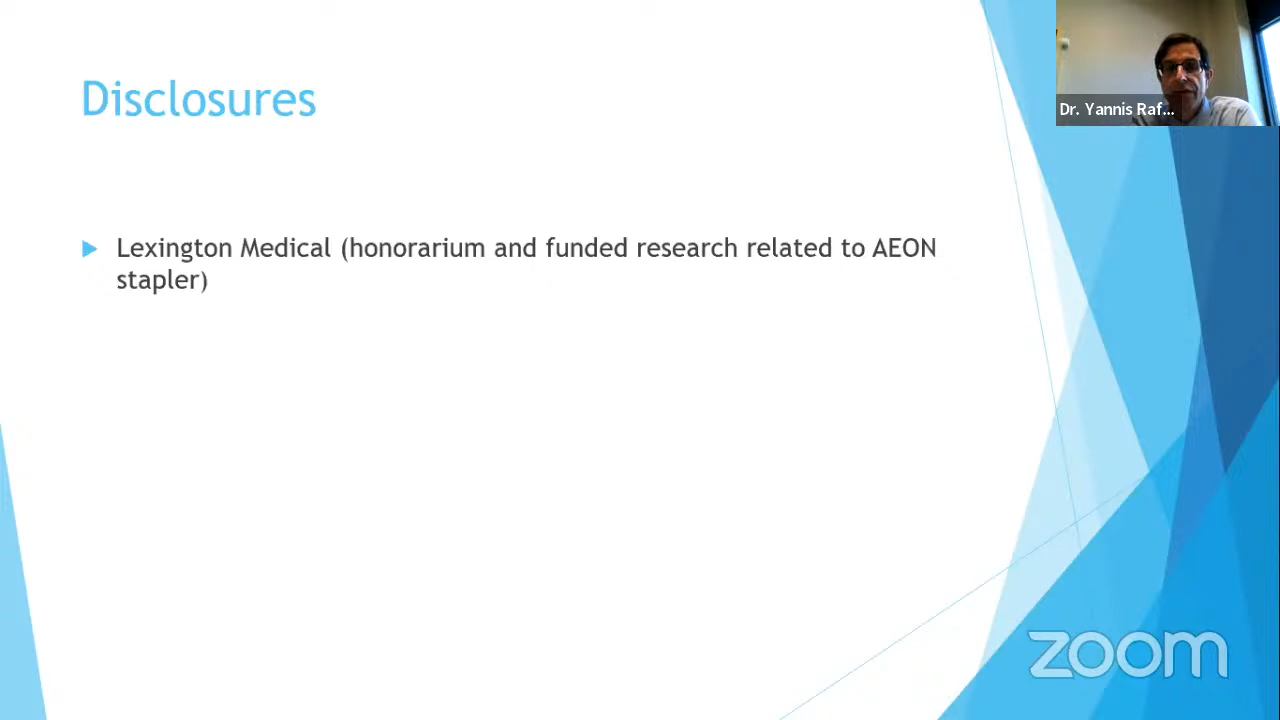 Disclosures
Dr. Yannis Raf...
Lexington Medical (honorarium and funded research related to AEON
stapler)
zoom